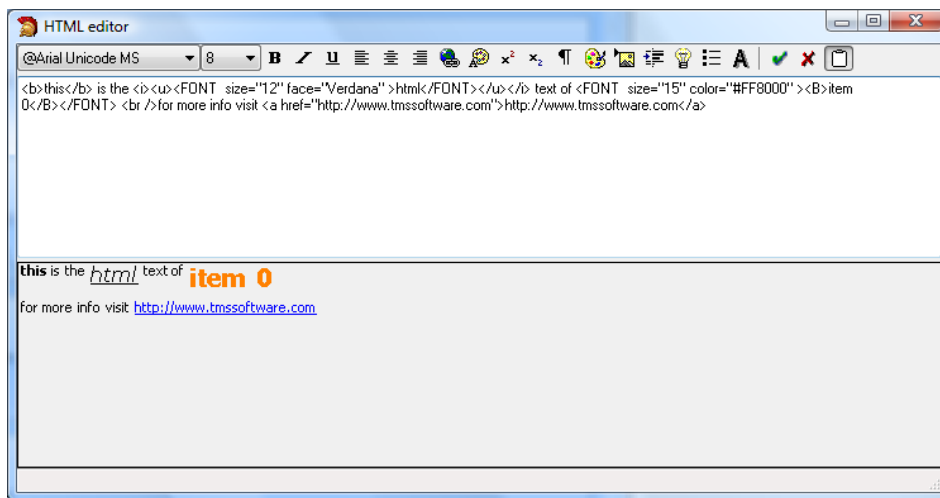 HTML editor
@Arial Unicode MS 8 B I U x² x₂ ¶ A
<b>this</b> is the <i><u><FONT  size="12" face="Verdana" >html</FONT></u></i> text of <FONT  size="15" color="#FF8000" ><B>item
0</B></FONT> <br />for more info visit <a href="http://www.tmssoftware.com">http://www.tmssoftware.com</a>
this is the html text of item 0
for more info visit http://www.tmssoftware.com